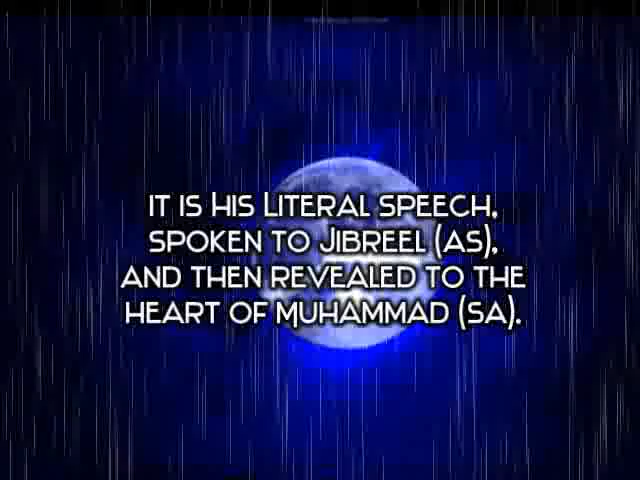 IT IS HIS LITERAL SPEECH,
SPOKEN TO JIBREEL (AS),
AND THEN REVEALED TO THE
HEART OF MUHAMMAD (SA).